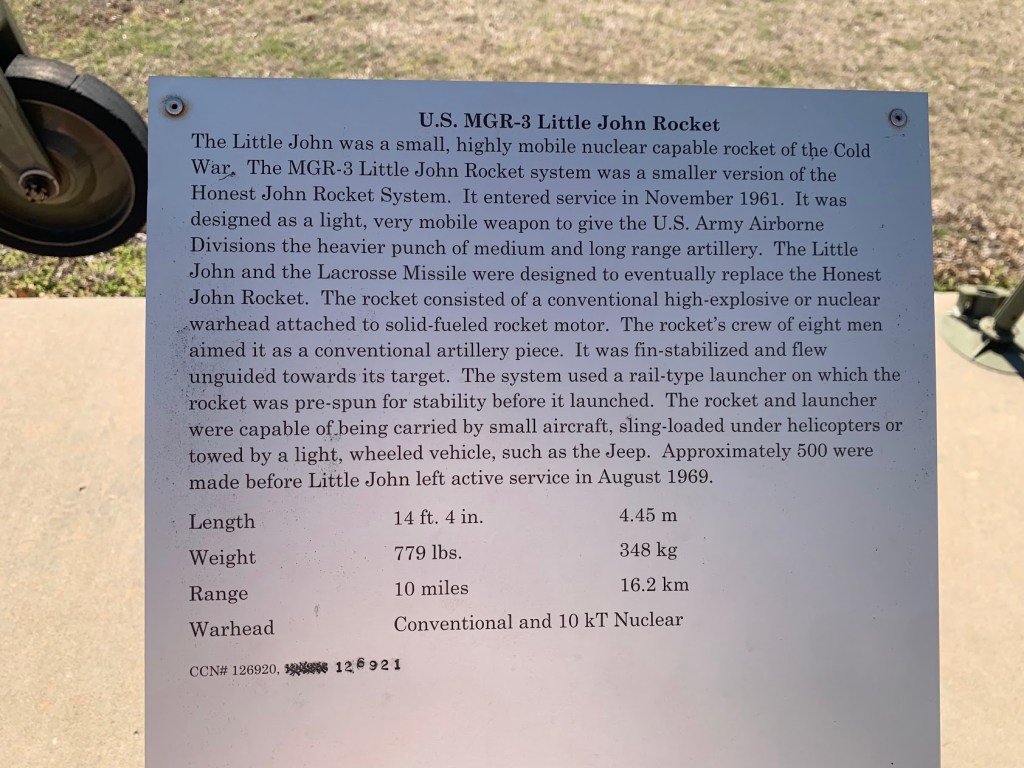 U.S. MGR-3 Little John Rocket
The Little John was a small, highly mobile nuclear capable rocket of the Cold
War. The MGR-3 Little John Rocket system was a smaller version of the
Honest John Rocket System. It entered service in November 1961. It was
designed as a light, very mobile weapon to give the U.S. Army Airborne
Divisions the heavier punch of medium and long range artillery. The Little
John and the Lacrosse Missile were designed to eventually replace the Honest
John Rocket. The rocket consisted of a conventional high-explosive or nuclear
warhead attached to solid-fueled rocket motor. The rocket's crew of eight men
aimed it as a conventional artillery piece. It was fin-stabilized and flew
unguided towards its target. The system used a rail-type launcher on which the
rocket was pre-spun for stability before it launched. The rocket and launcher
were capable of being carried by small aircraft, sling-loaded under helicopters or
towed by a light, wheeled vehicle, such as the Jeep. Approximately 500 were
made before Little John left active service in August 1969.
Length 14 ft. 4 in. 4.45 m
Weight 779 lbs. 348 kg
Range 10 miles 16.2 km
Warhead Conventional and 10 kT Nuclear
CCN# 126920, 126921